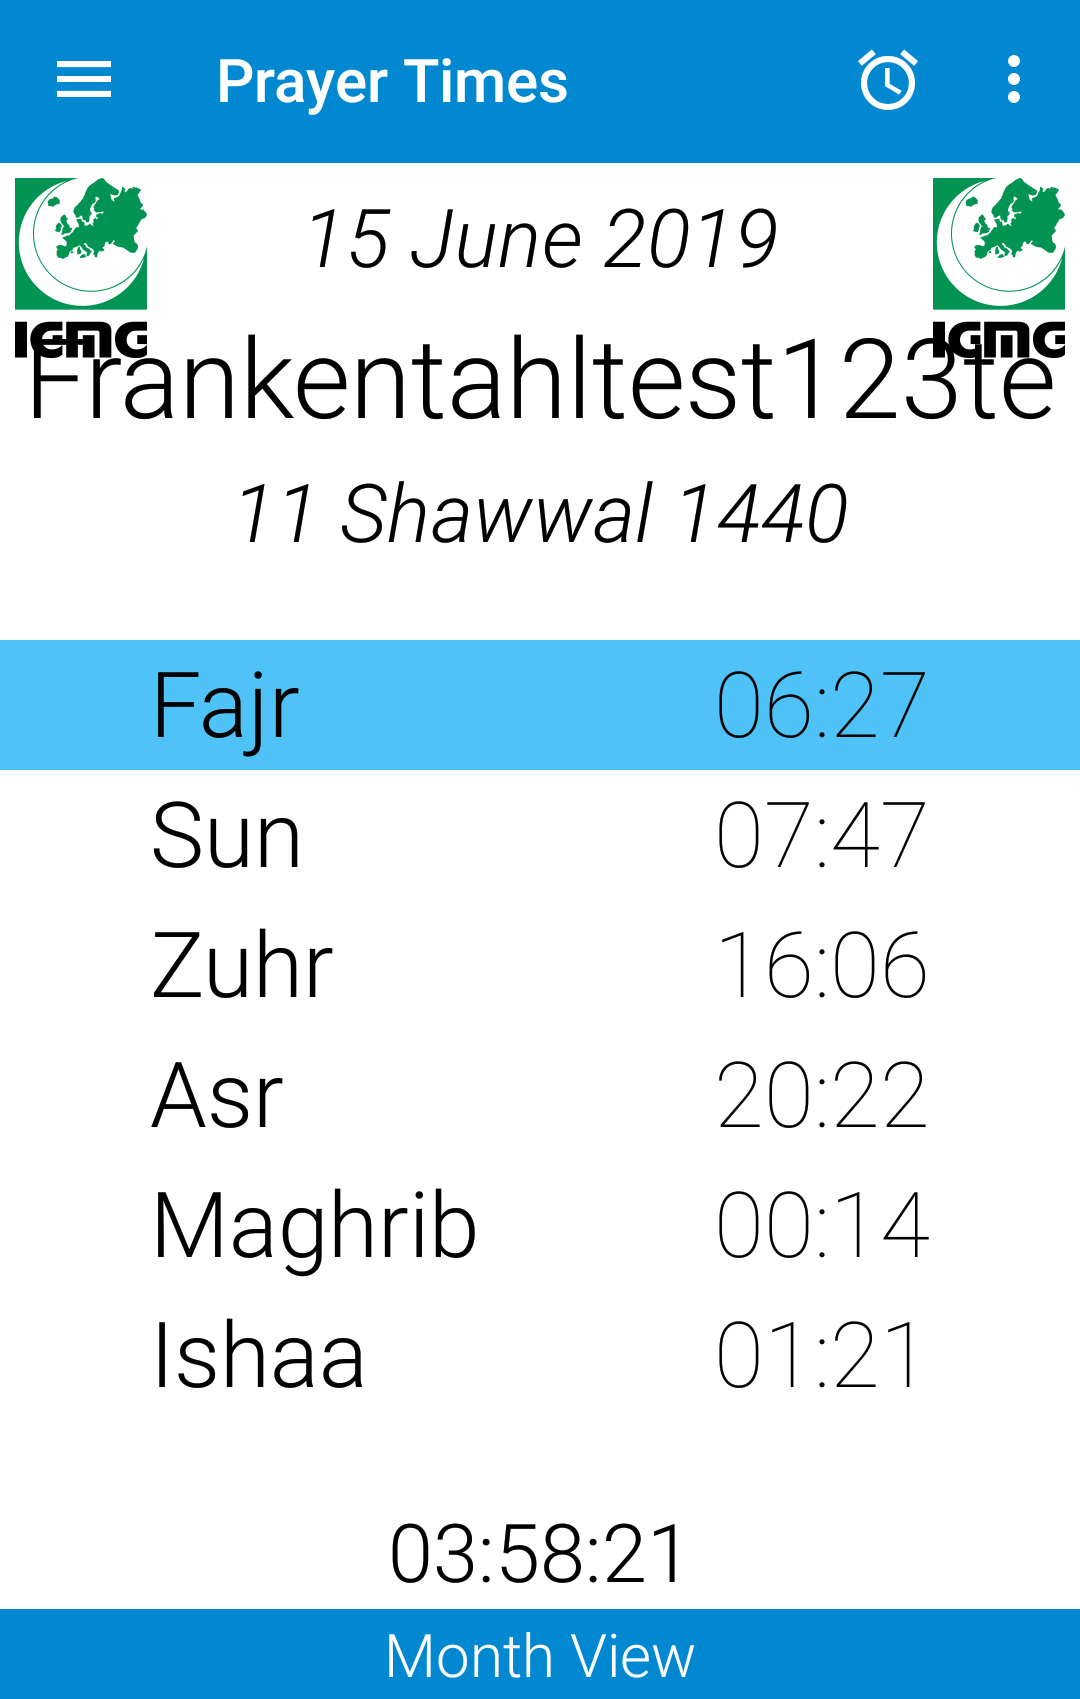 Prayer Times
15 June 2019
IGMG
IGMG
Frankentahltest123te
11 Shawwal 1440
Fajr 06:27
Sun 07:47
Zuhr 16:06
Asr 20:22
Maghrib 00:14
Ishaa 01:21
03:58:21
Month View